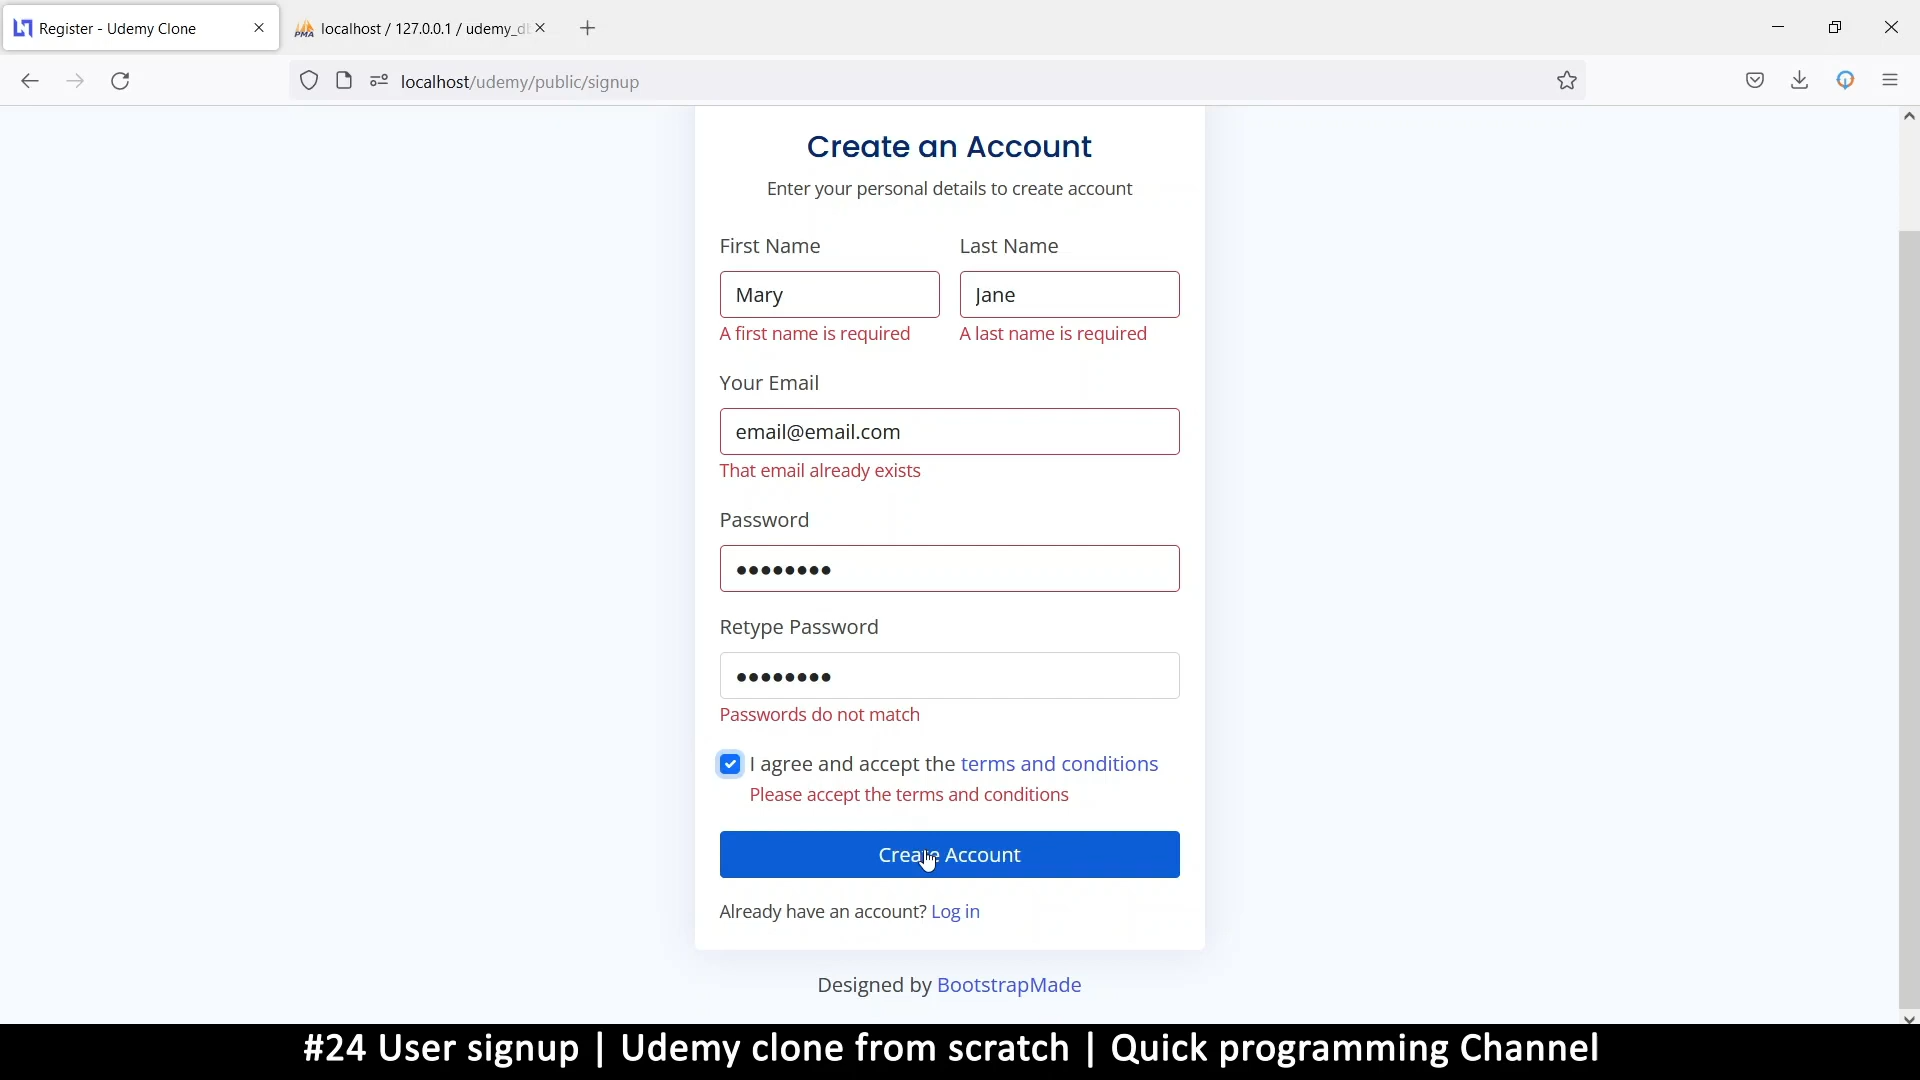 Register - Udemy Clone
PMA localhost / 127.0.0.1 / udemy_d
localhost/udemy/public/signup
Create an Account
Enter your personal details to create account
First Name Last Name
Mary Jane
A first name is required A last name is required
Your Email
email@email.com
That email already exists
Password
Retype Password
Passwords do not match
I agree and accept the terms and conditions
Please accept the terms and conditions
Create Account
Already have an account? Log in
Designed by BootstrapMade
#24 User signup | Udemy clone from scratch | Quick programming Channel